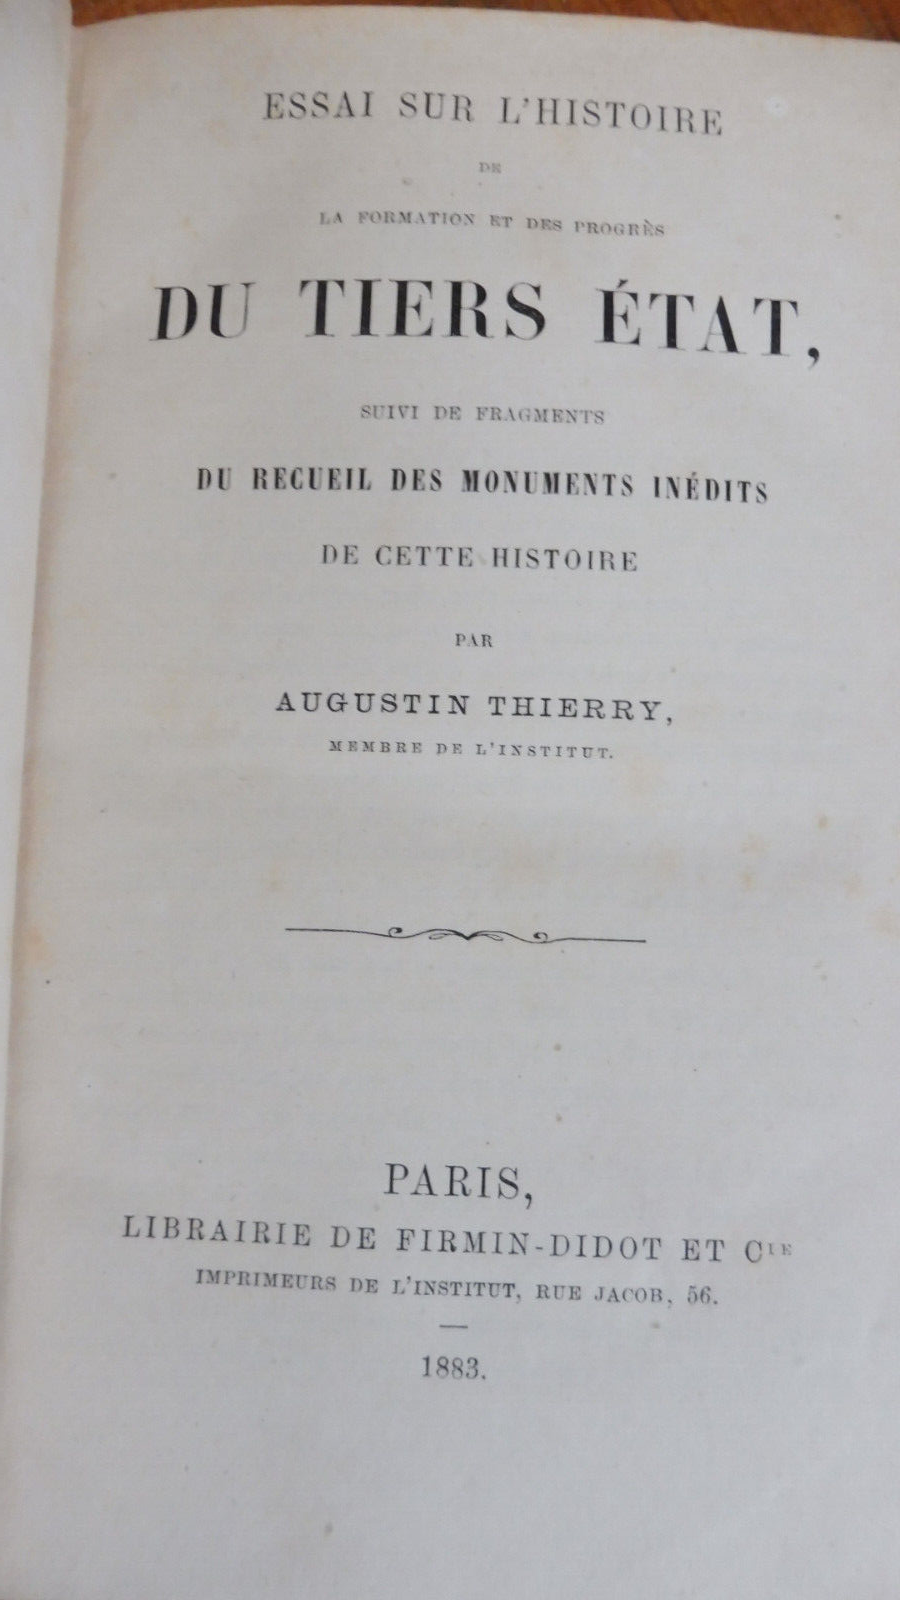 ESSAI SUR L'HISTOIRE
DE
LA FORMATION ET DES PROGRÈS
DU TIERS ÉTAT,
SUIVI DE FRAGMENTS
DU RECUEIL DES MONUMENTS INÉDITS
DE CETTE HISTOIRE
PAR
AUGUSTIN THIERRY,
MEMBRE DE L'INSTITUT.
PARIS,
LIBRAIRIE DE FIRMIN-DIDOT ET CIE
IMPRIMEURS DE L'INSTITUT, RUE JACOB, 56.
1883.